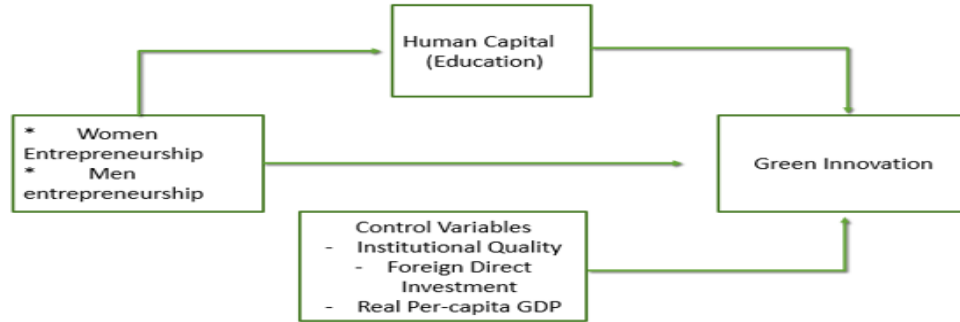 Human Capital
(Education)
* Women
Entrepreneurship
* Men
entrepreneurship
Green Innovation
Control Variables
- Institutional Quality
- Foreign Direct
Investment
- Real Per-capita GDP